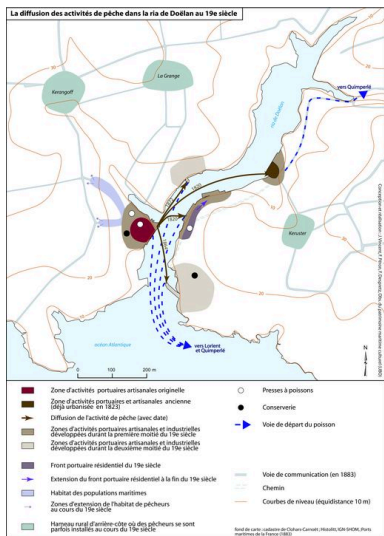 La diffusion des activités de pêche dans la ria de Doëlan au 19e siècle
Kerangoff
La Grange
vers Quimperlé
ria de Doëlan
Keruster
1820
océan Atlantique
vers Lorient
et Quimperlé
0
200 m
N
Zone d'activités portuaires artisanales originelle
Zone d'activités portuaires et artisanales ancienne
(déjà urbanisée en 1823)
Diffusion de l'activité de pêche (avec date)
Zones d'activités portuaires artisanales et industrielles
développées durant la première moitié du 19e siècle
Zones d'activités portuaires artisanales et industrielles
développées durant la deuxième moitié du 19e siècle
Front portuaire résidentiel du 19e siècle
Extension du front portuaire résidentiel à la fin du 19e siècle
Habitat des populations maritimes
Zones d'extension de l'habitat de pêcheurs
au cours du 19e siècle
Hameau rural d'arrière-côte où des pêcheurs se sont
parfois installés au cours du 19e siècle
Presses à poissons
Conserverie
Voie de départ du poisson
Voie de communication (en 1883)
Chemin
Courbes de niveau (équidistance 10 m)